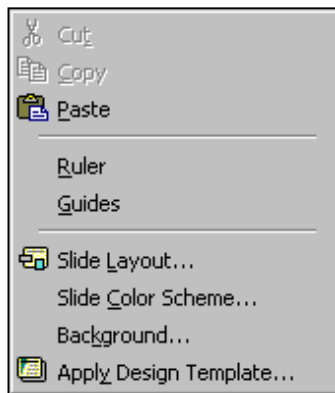 Cut
Copy
Paste
Ruler
Guides
Slide Layout...
Slide Color Scheme...
Background...
Apply Design Template...